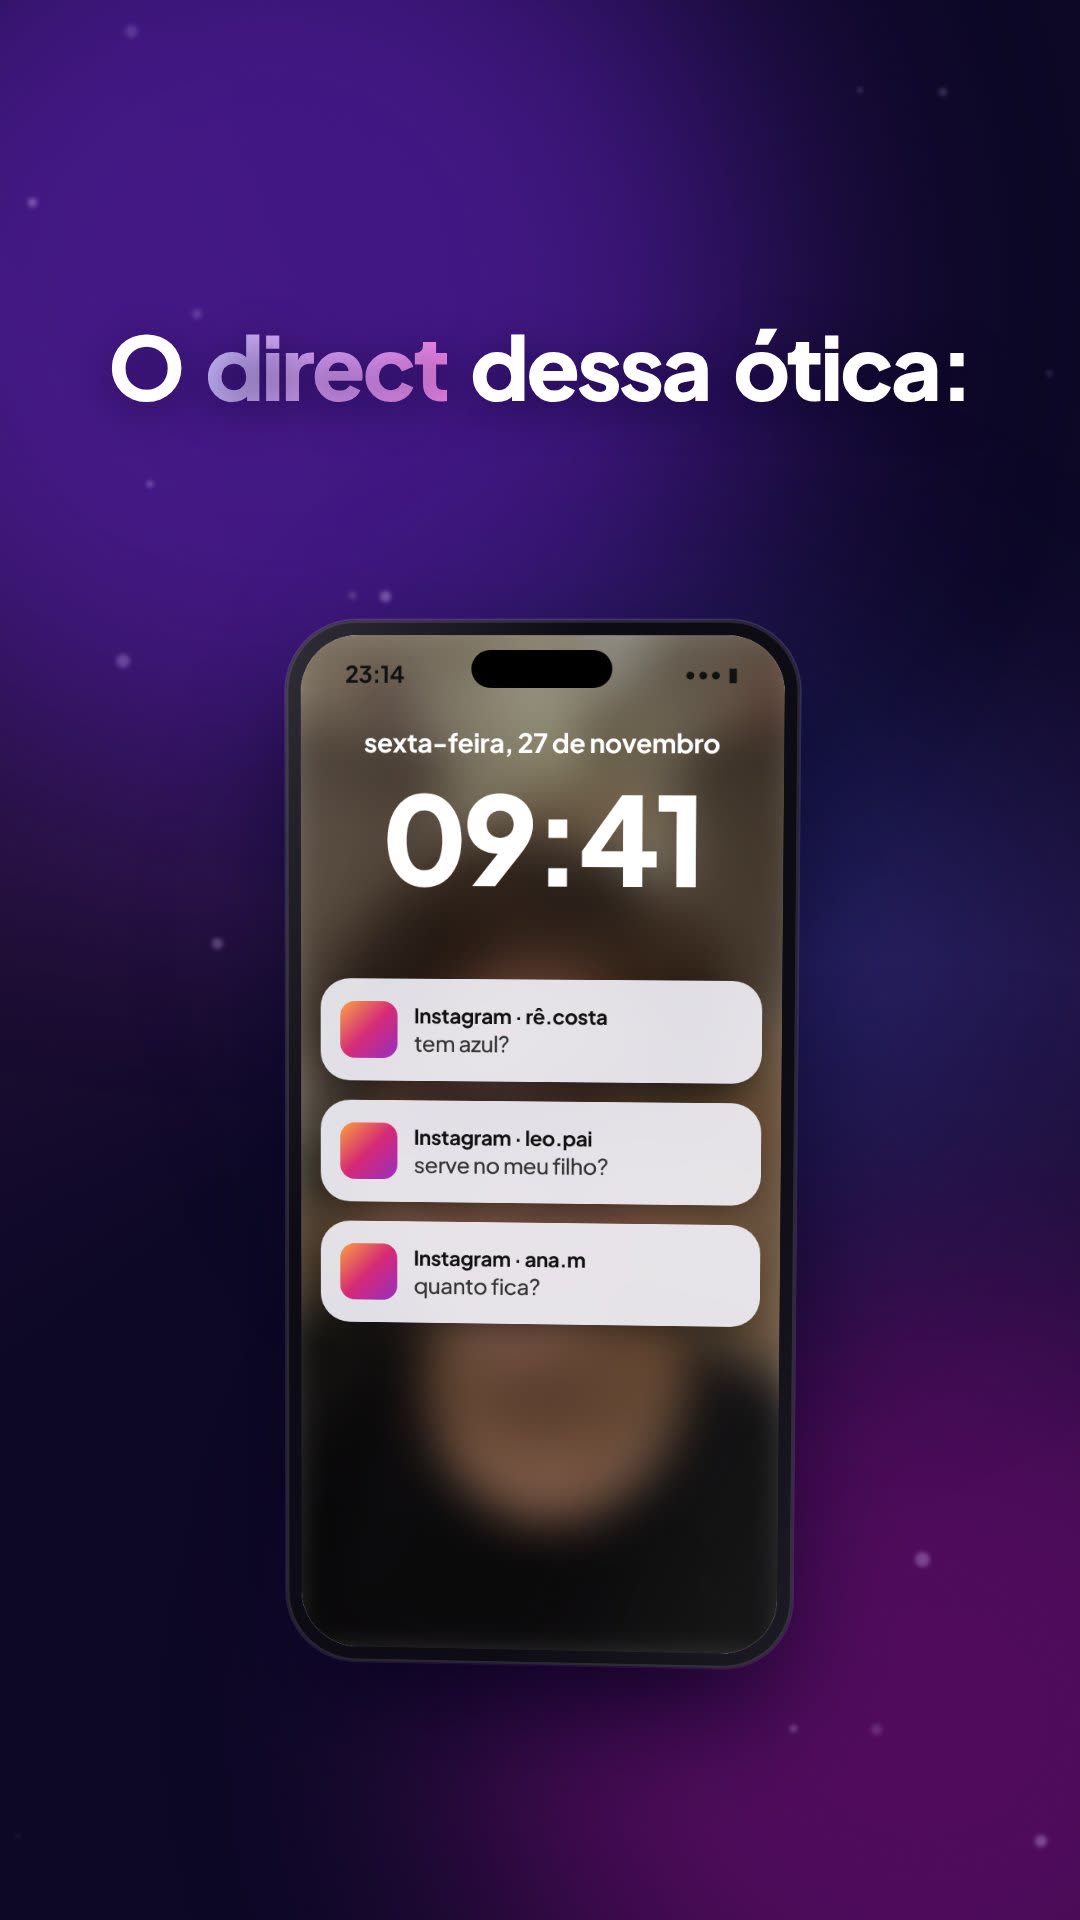 O direct dessa ótica:
23:14
sexta-feira, 27 de novembro
09:41
Instagram · rê.costa
tem azul?
Instagram · leo.pai
serve no meu filho?
Instagram · ana.m
quanto fica?